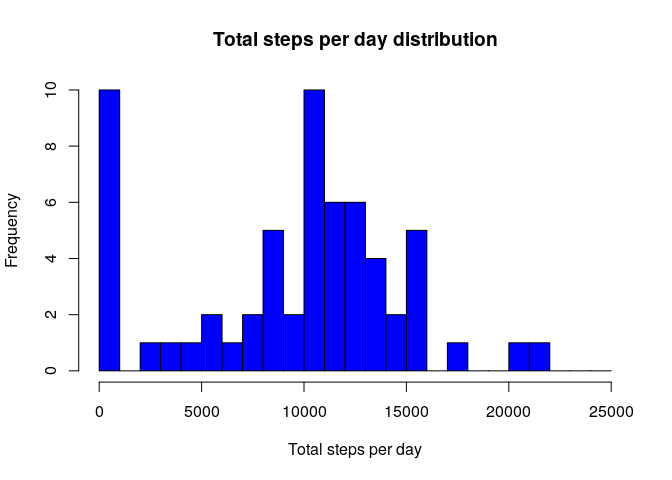 Total steps per day distribution
Frequency
10
8
6
4
2
0
0 5000 10000 15000 20000 25000
Total steps per day